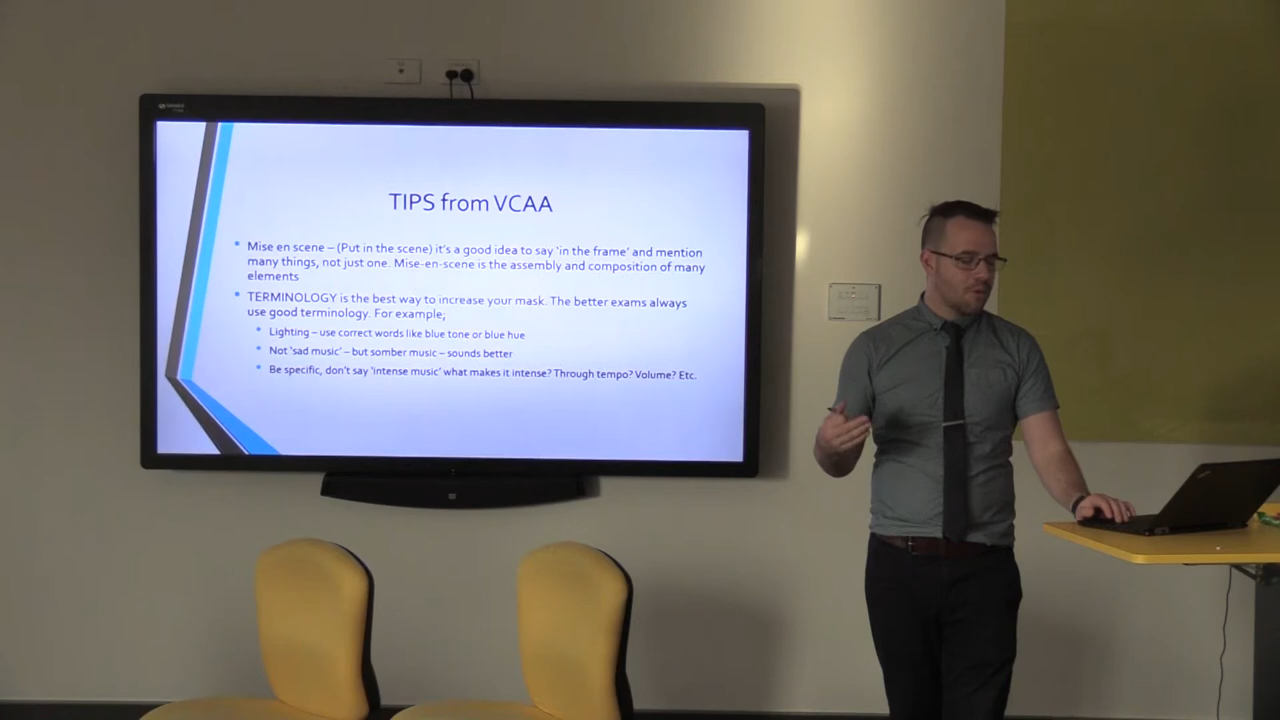 TIPS from VCAA
Mise en scene – (Put in the scene) it's a good idea to say 'in the frame' and mention
many things, not just one. Mise-en-scene is the assembly and composition of many
elements
TERMINOLOGY is the best way to increase your mask. The better exams always
use good terminology. For example;
Lighting – use correct words like blue tone or blue hue
Not 'sad music' – but somber music – sounds better
Be specific, don't say 'intense music' what makes it intense? Through tempo? Volume? Etc.